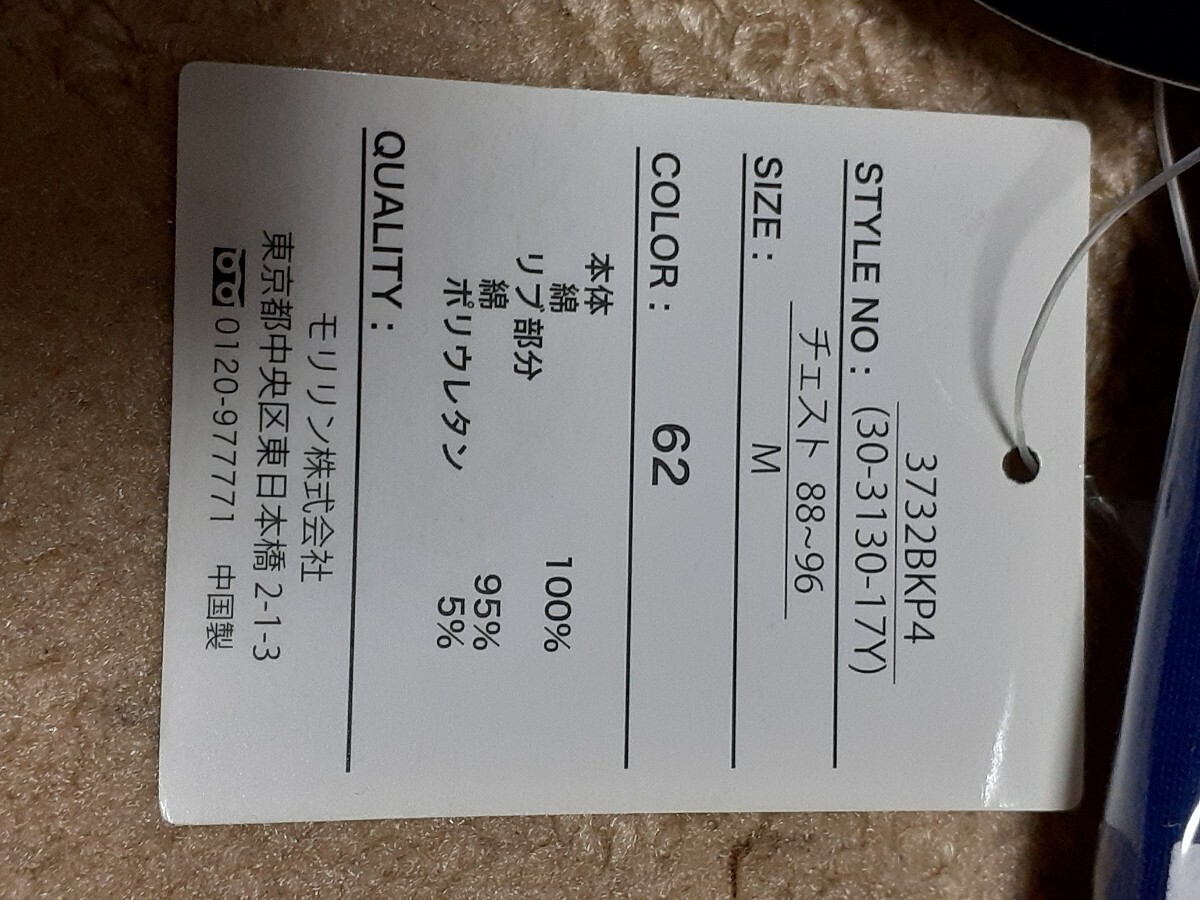 3732BKP4
STYLE NO : (30-3130-17Y)
チェスト 88~96
SIZE : M
COLOR : 62
本体
綿 100%
リブ部分
綿 95%
ポリウレタン 5%
QUALITY :
モリリン株式会社
東京都中央区東日本橋 2-1-3
0120-977771 中国製